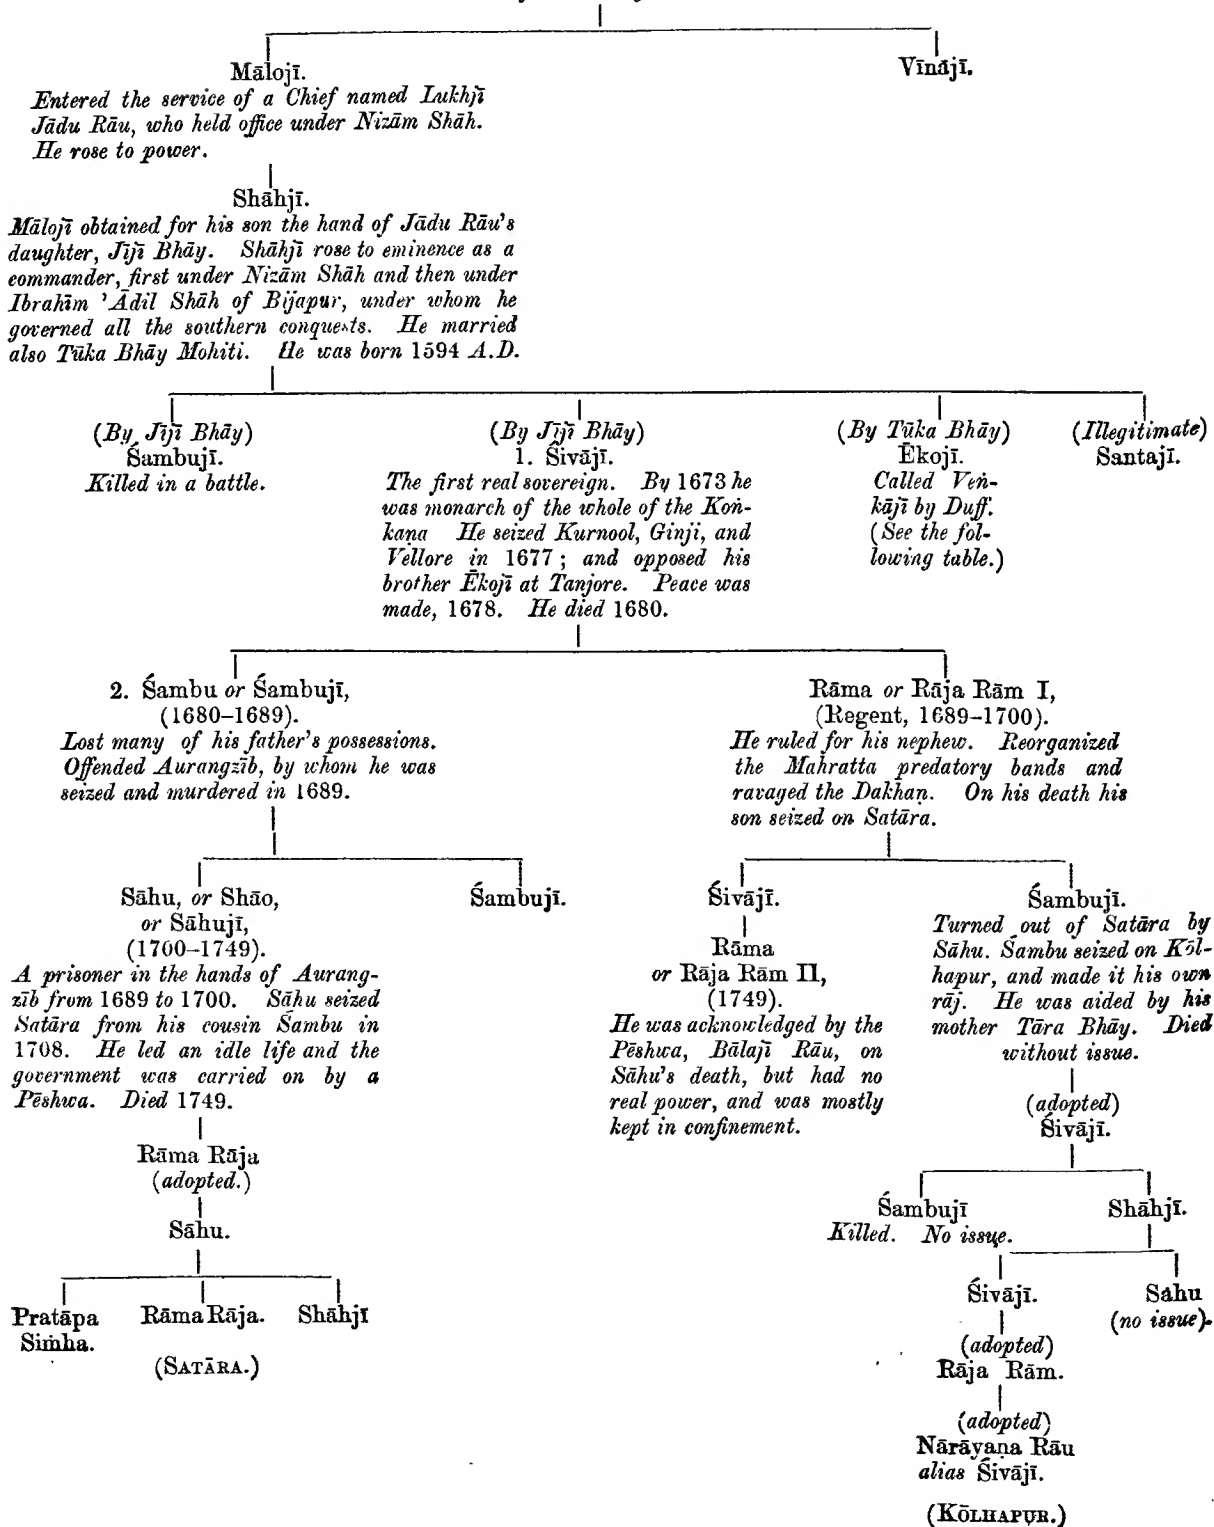 Mālojī.
Entered the service of a Chief named Lukhjī
Jādu Rāu, who held office under Nizām Shāh.
He rose to power.
Vīnājī.
Shāhjī.
Mālojī obtained for his son the hand of Jādu Rāu's
daughter, Jījī Bhāy. Shāhjī rose to eminence as a
commander, first under Nizām Shāh and then under
Ibrahīm 'Ādil Shāh of Bijapur, under whom he
governed all the southern conquests. He married
also Tūka Bhāy Mohiti. He was born 1594 A.D.
(By Jījī Bhāy)
Śambujī.
Killed in a battle.
(By Jījī Bhāy)
1. Śivājī.
The first real sovereign. By 1673 he
was monarch of the whole of the Koṅ-
kaṇa He seized Kurnool, Ginji, and
Vellore in 1677; and opposed his
brother Ēkojī at Tanjore. Peace was
made, 1678. He died 1680.
(By Tūka Bhāy)
Ēkojī.
Called Veṅ-
kājī by Duff.
(See the fol-
lowing table.)
(Illegitimate)
Santajī.
2. Śambu or Śambujī,
(1680–1689).
Lost many of his father's possessions.
Offended Aurangzīb, by whom he was
seized and murdered in 1689.
Rāma or Rāja Rām I,
(Regent, 1689–1700).
He ruled for his nephew. Reorganized
the Mahratta predatory bands and
ravaged the Dakhaṇ. On his death his
son seized on Satāra.
Sāhu, or Shāo,
or Sāhujī,
(1700–1749).
A prisoner in the hands of Aurang-
zīb from 1689 to 1700. Sāhu seized
Satāra from his cousin Śambu in
1708. He led an idle life and the
government was carried on by a
Pēshwa. Died 1749.
Rāma Rāja
(adopted.)
Sāhu.
Pratāpa
Siṁha.
Rāma Rāja.
Shāhjī
(SATĀRA.)
Śambujī.
Śivājī.
Rāma
or Rāja Rām II,
(1749).
He was acknowledged by the
Pēshwa, Bālajī Rāu, on
Sāhu's death, but had no
real power, and was mostly
kept in confinement.
Śambujī.
Turned out of Satāra by
Sāhu. Śambu seized on Kōl-
hapur, and made it his own
rāj. He was aided by his
mother Tāra Bhāy. Died
without issue.
(adopted)
Śivājī.
Śambujī
Killed. No issue.
Shāhjī.
Śivājī.
Sahu
(no issue).
(adopted)
Rāja Rām.
(adopted)
Nārāyaṇa Rāu
alias Śivājī.
(KŌLHAPUR.)